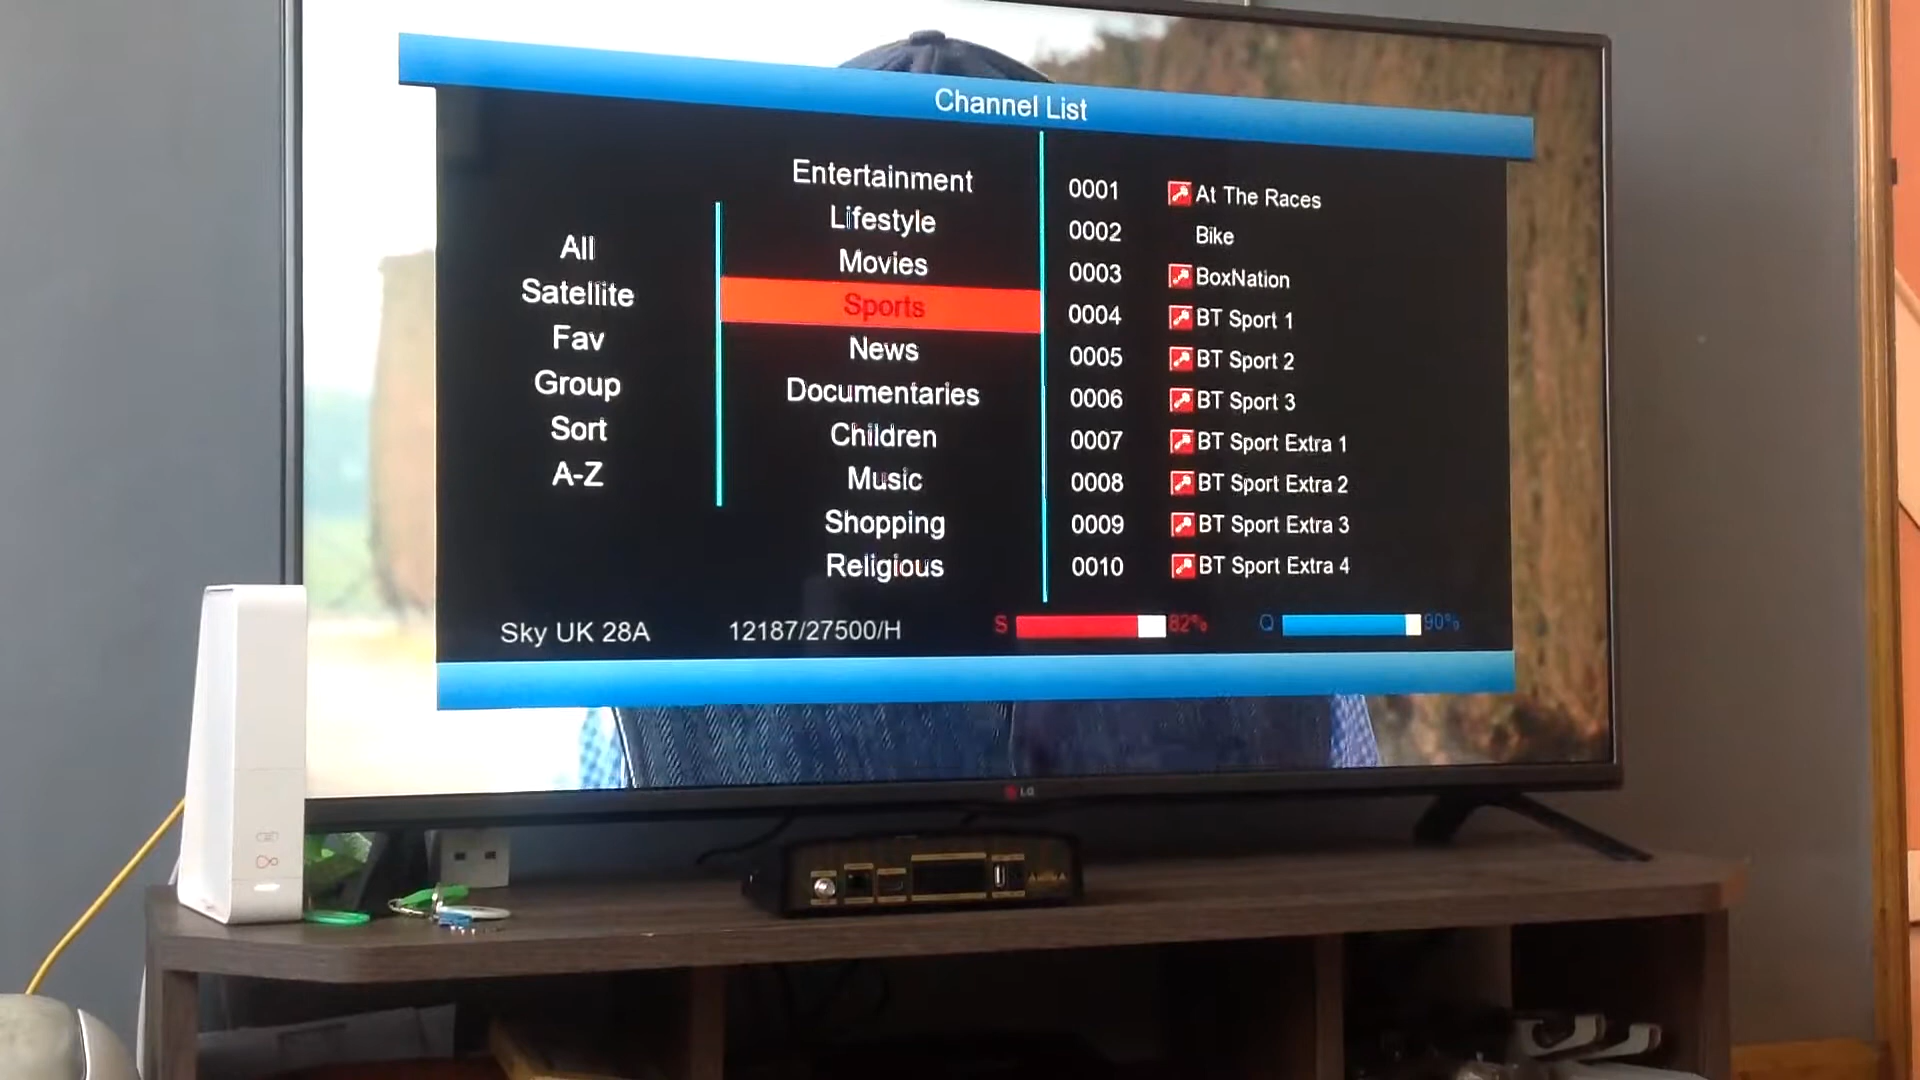 Channel List
All
Satellite
Fav
Group
Sort
A-Z
Entertainment
Lifestyle
Movies
Sports
News
Documentaries
Children
Music
Shopping
Religious
0001 At The Races
0002 Bike
0003 BoxNation
0004 BT Sport 1
0005 BT Sport 2
0006 BT Sport 3
0007 BT Sport Extra 1
0008 BT Sport Extra 2
0009 BT Sport Extra 3
0010 BT Sport Extra 4
Sky UK 28A 12187/27500/H S 82% Q 90%
LG